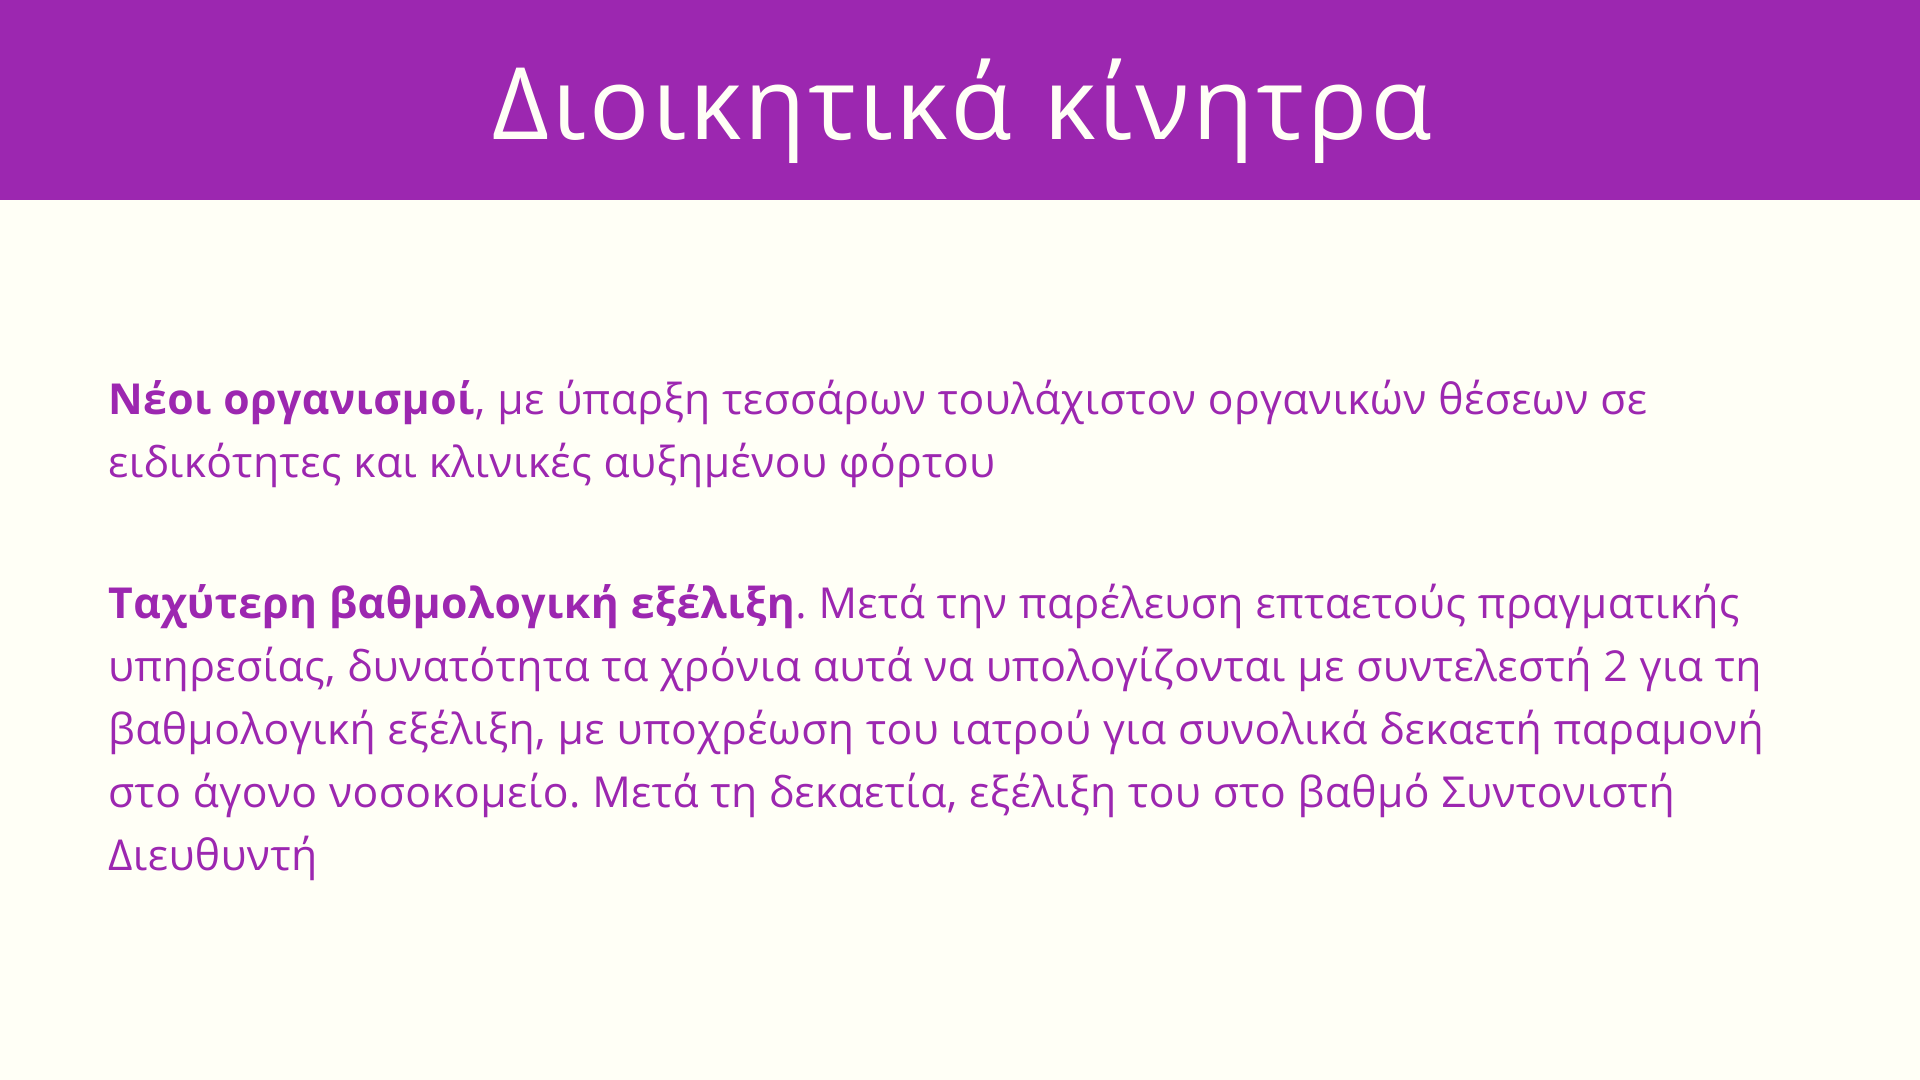 Διοικητικά κίνητρα
Νέοι οργανισμοί, με ύπαρξη τεσσάρων τουλάχιστον οργανικών θέσεων σε
ειδικότητες και κλινικές αυξημένου φόρτου
Ταχύτερη βαθμολογική εξέλιξη. Μετά την παρέλευση επταετούς πραγματικής
υπηρεσίας, δυνατότητα τα χρόνια αυτά να υπολογίζονται με συντελεστή 2 για τη
βαθμολογική εξέλιξη, με υποχρέωση του ιατρού για συνολικά δεκαετή παραμονή
στο άγονο νοσοκομείο. Μετά τη δεκαετία, εξέλιξη του στο βαθμό Συντονιστή
Διευθυντή